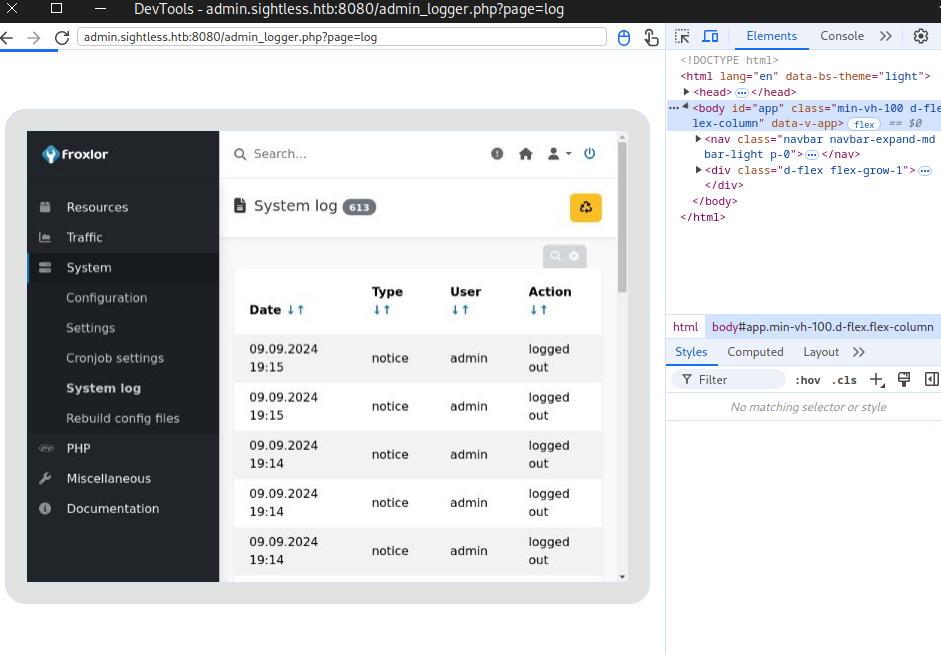 DevTools - admin.sightless.htb:8080/admin_logger.php?page=log
admin.sightless.htb:8080/admin_logger.php?page=log
froxlor
Resources
Traffic
System
Configuration
Settings
Cronjob settings
System log
Rebuild config files
PHP
Miscellaneous
Documentation
Search...
System log 613
Date ↓↑ Type ↓↑ User ↓↑ Action ↓↑
09.09.2024 19:15 notice admin logged out
09.09.2024 19:15 notice admin logged out
09.09.2024 19:14 notice admin logged out
09.09.2024 19:14 notice admin logged out
09.09.2024 19:14 notice admin logged out
Elements Console >>
<!DOCTYPE html>
<html lang="en" data-bs-theme="light">
<head> ⋯ </head>
<body id="app" class="min-vh-100 d-fle
lex-column" data-v-app> flex == $0
<nav class="navbar navbar-expand-md
bar-light p-0"> ⋯ </nav>
<div class="d-flex flex-grow-1"> ⋯
</div>
</body>
</html>
html body#app.min-vh-100.d-flex.flex-column
Styles Computed Layout >>
Filter :hov .cls
No matching selector or style